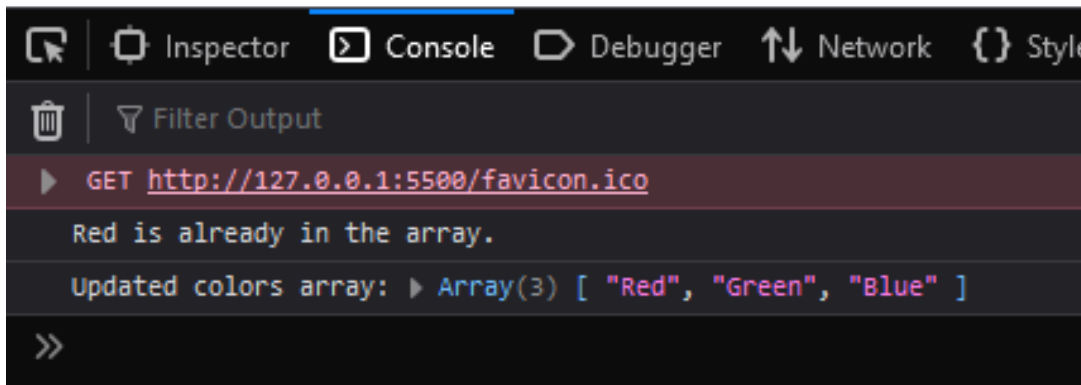 Inspector Console Debugger Network {} Style
Filter Output
GET http://127.0.0.1:5500/favicon.ico
Red is already in the array.
Updated colors array: Array(3) [ "Red", "Green", "Blue" ]